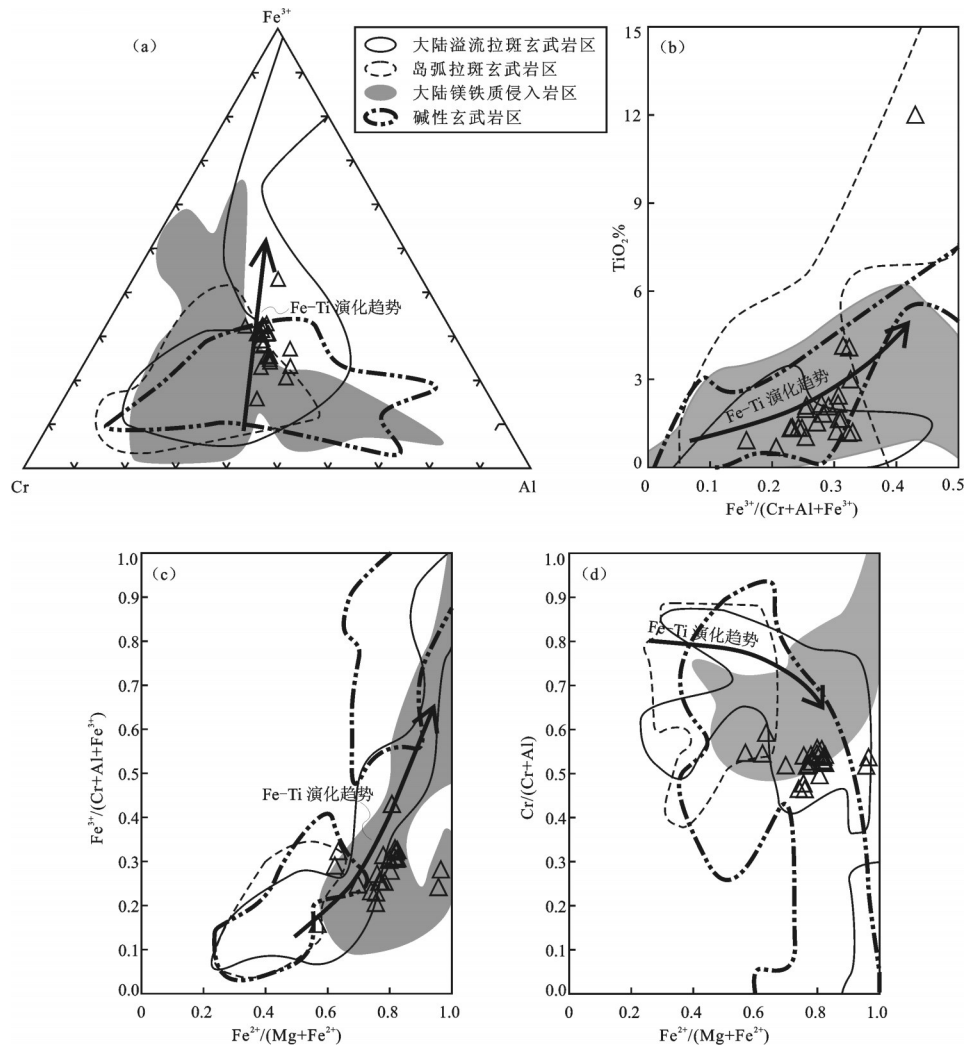 (a)
Fe³⁺
大陆溢流拉斑玄武岩区
岛弧拉斑玄武岩区
大陆镁铁质侵入岩区
碱性玄武岩区
Fe-Ti 演化趋势
Cr
Al
(b)
15
12
9
6
3
0
TiO₂%
Fe-Ti 演化趋势
0
0.1
0.2
0.3
0.4
0.5
Fe³⁺/(Cr+Al+Fe³⁺)
(c)
1.0
0.9
0.8
0.7
0.6
0.5
0.4
0.3
0.2
0.1
0.0
Fe³⁺/(Cr+Al+Fe³⁺)
Fe-Ti 演化趋势
0.0
0.2
0.4
0.6
0.8
1.0
Fe²⁺/(Mg+Fe²⁺)
(d)
1.0
0.9
0.8
0.7
0.6
0.5
0.4
0.3
0.2
0.1
0.0
Cr/(Cr+Al)
Fe-Ti 演化趋势
0.0
0.2
0.4
0.6
0.8
1.0
Fe²⁺/(Mg+Fe²⁺)